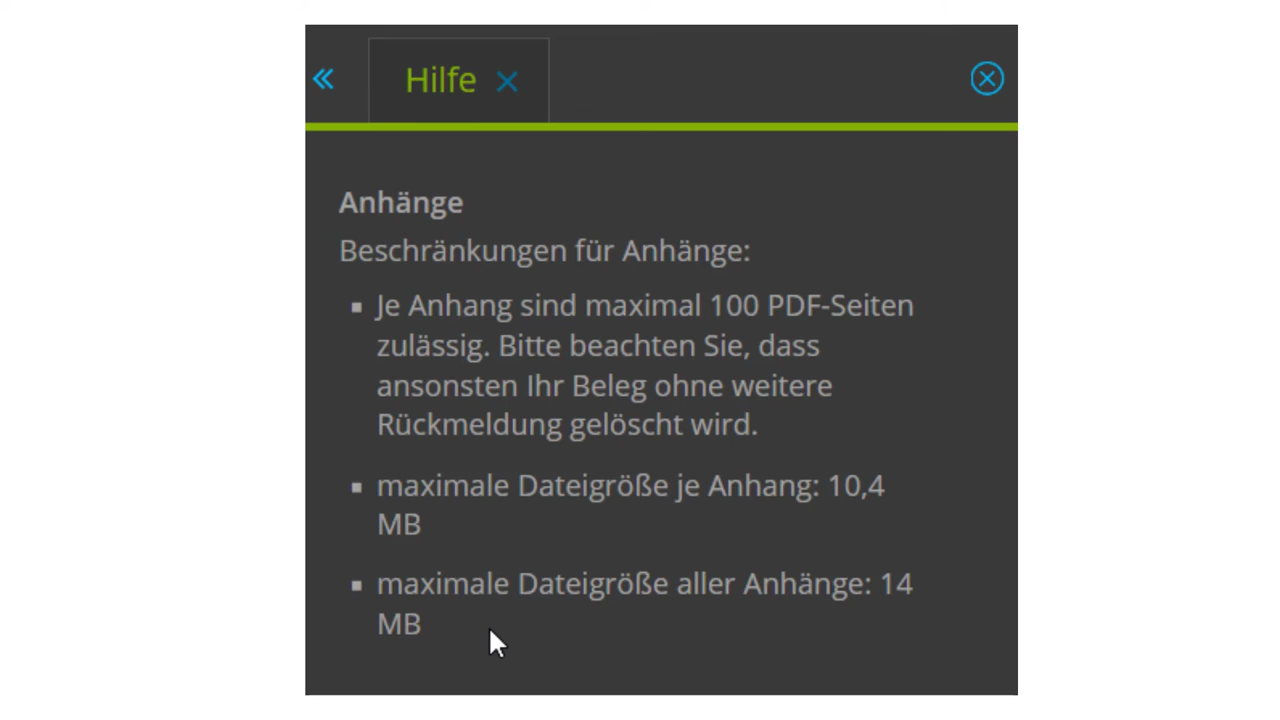 Hilfe
Anhänge
Beschränkungen für Anhänge:
▪ Je Anhang sind maximal 100 PDF-Seiten
zulässig. Bitte beachten Sie, dass
ansonsten Ihr Beleg ohne weitere
Rückmeldung gelöscht wird.
▪ maximale Dateigröße je Anhang: 10,4
MB
▪ maximale Dateigröße aller Anhänge: 14
MB